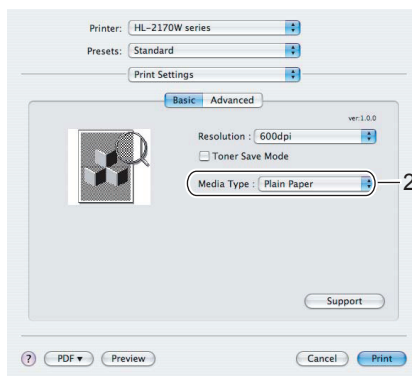 Printer: HL-2170W series
Presets: Standard
Print Settings
Basic Advanced
ver:1.0.0
Resolution : 600dpi
Toner Save Mode
Media Type : Plain Paper 2
Support
? PDF ▾ Preview Cancel Print